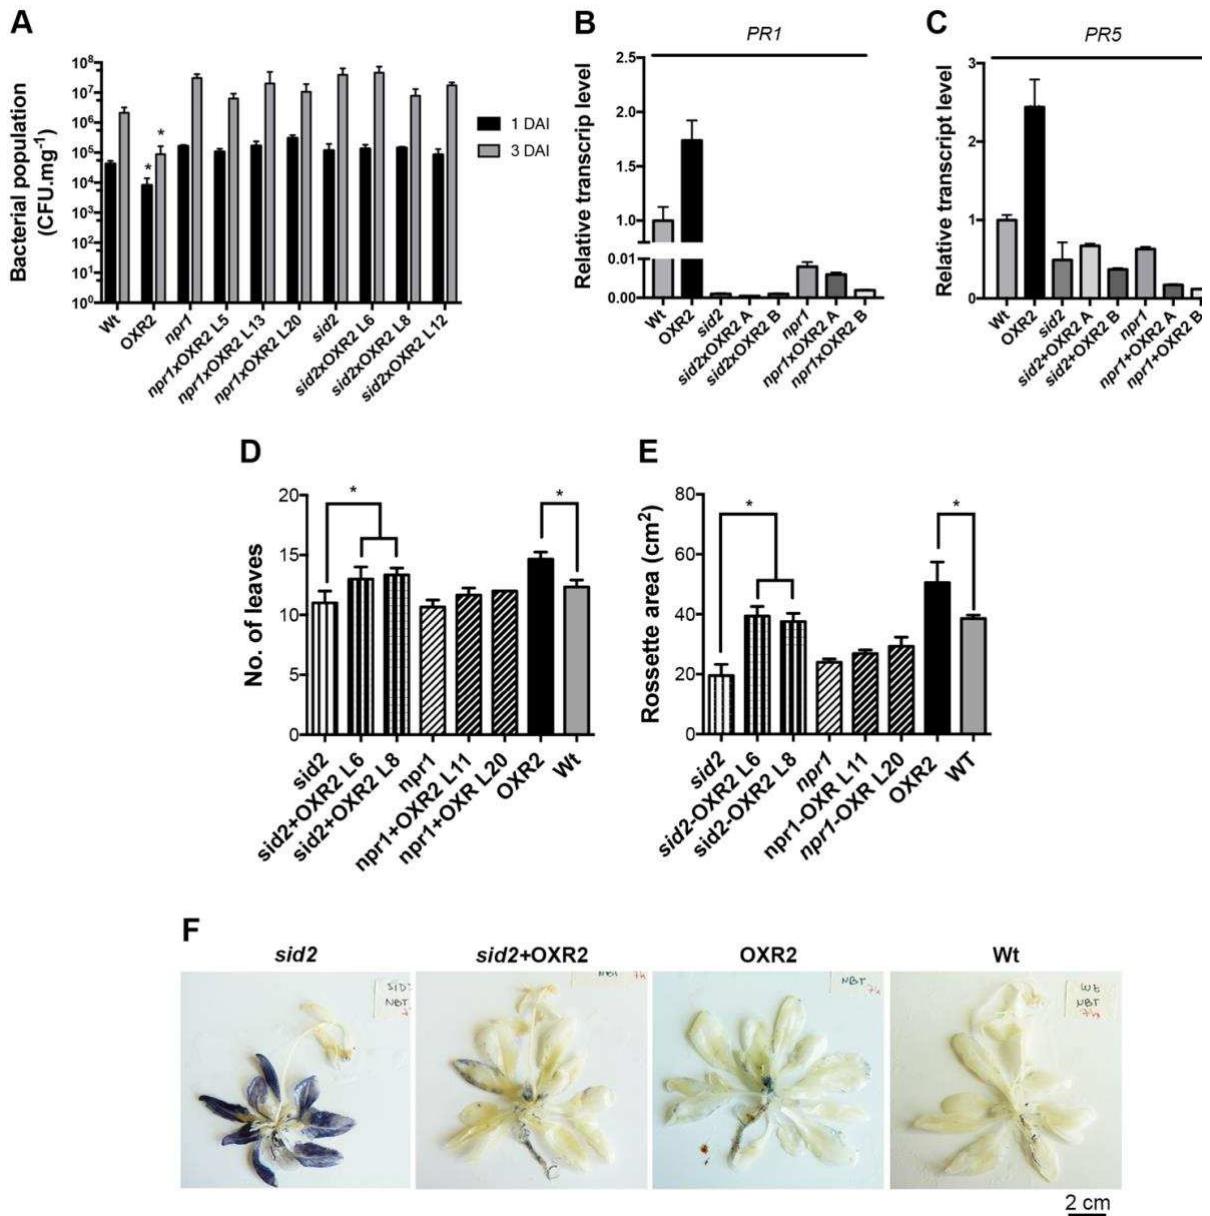 A
Bacterial population
(CFU.mg⁻¹)
10⁸
10⁷
10⁶
10⁵
10⁴
10³
10²
10¹
10⁰
*
*
1 DAI
3 DAI
Wt
OXR2
npr1
npr1xOXR2 L5
npr1xOXR2 L13
npr1xOXR2 L20
sid2
sid2xOXR2 L6
sid2xOXR2 L8
sid2xOXR2 L12
B
PR1
Relative transcrip level
2.5
2.0
1.5
1.0
0.01
0.00
Wt
OXR2
sid2
sid2xOXR2 A
sid2xOXR2 B
npr1
npr1xOXR2 A
npr1xOXR2 B
C
PR5
Relative transcript level
3
2
1
0
Wt
OXR2
sid2
sid2+OXR2 A
sid2+OXR2 B
npr1
npr1+OXR2 A
npr1+OXR2 B
D
No. of leaves
20
15
10
5
0
*
*
sid2
sid2+OXR2 L6
sid2+OXR2 L8
npr1
npr1+OXR2 L11
npr1+OXR L20
OXR2
Wt
E
Rossette area (cm²)
80
60
40
20
0
*
*
sid2
sid2-OXR2 L6
sid2-OXR2 L8
npr1
npr1-OXR L11
npr1-OXR L20
OXR2
WT
F
sid2
sid2+OXR2
OXR2
Wt
NBT
NBT
7h
NBT
7h
Wt
NBT
7h
2 cm